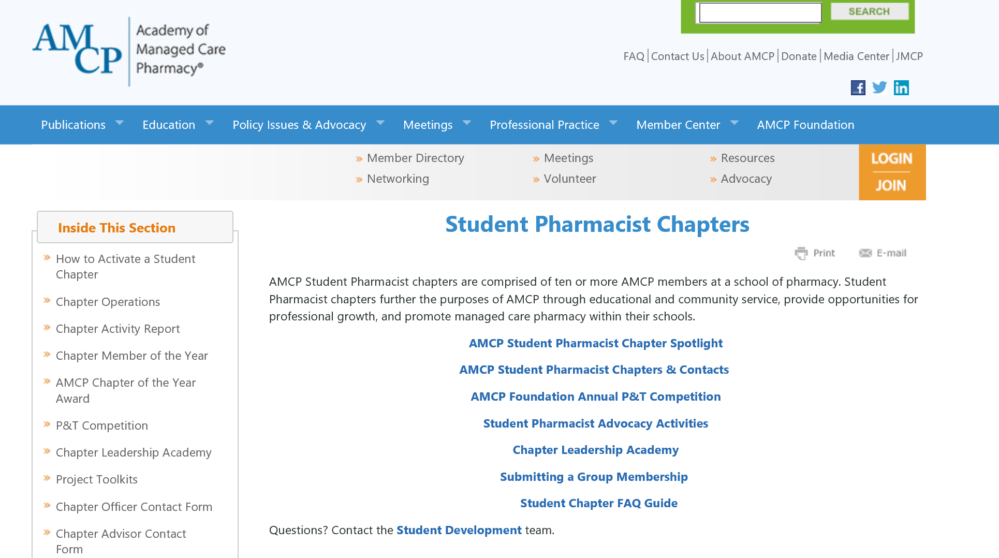 AMCP
Academy of
Managed Care
Pharmacy®
SEARCH
FAQ | Contact Us | About AMCP | Donate | Media Center | JMCP
f
in
Publications Education Policy Issues & Advocacy Meetings Professional Practice Member Center AMCP Foundation
» Member Directory » Meetings » Resources
» Networking » Volunteer » Advocacy
LOGIN
JOIN
Inside This Section
» How to Activate a Student
Chapter
» Chapter Operations
» Chapter Activity Report
» Chapter Member of the Year
» AMCP Chapter of the Year
Award
» P&T Competition
» Chapter Leadership Academy
» Project Toolkits
» Chapter Officer Contact Form
» Chapter Advisor Contact
Form
Student Pharmacist Chapters
Print E-mail
AMCP Student Pharmacist chapters are comprised of ten or more AMCP members at a school of pharmacy. Student
Pharmacist chapters further the purposes of AMCP through educational and community service, provide opportunities for
professional growth, and promote managed care pharmacy within their schools.
AMCP Student Pharmacist Chapter Spotlight
AMCP Student Pharmacist Chapters & Contacts
AMCP Foundation Annual P&T Competition
Student Pharmacist Advocacy Activities
Chapter Leadership Academy
Submitting a Group Membership
Student Chapter FAQ Guide
Questions? Contact the Student Development team.